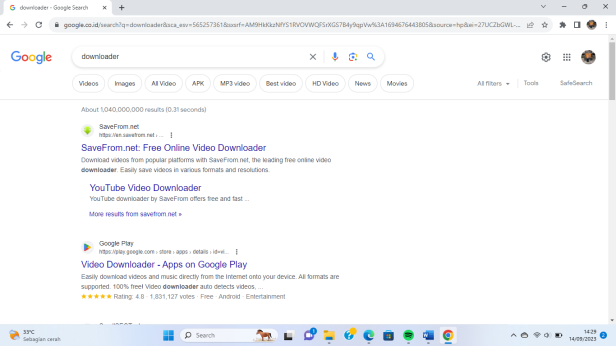 downloader - Google Search
google.co.id/search?q=downloader&sca_esv=565257361&sxsrf=
Google
downloader
Videos
Images
All Video
APK
MP3 video
Best video
HD Video
News
Movies
All filters
Tools
SafeSearch
About 1,040,000,000 results (0.31 seconds)
SaveFrom.net
https://en.savefrom.net › ...
SaveFrom.net: Free Online Video Downloader
Download videos from popular platforms with SaveFrom.net, the leading free online video
downloader. Easily save videos in various formats and resolutions.
YouTube Video Downloader
YouTube downloader by SaveFrom offers free and fast ...
More results from savefrom.net »
Google Play
https://play.google.com › store › apps › details › id=vi...
Video Downloader - Apps on Google Play
Easily download videos and music directly from the Internet onto your device. All formats are
supported. 100% free! Video downloader auto detects videos, ...
Rating: 4.8 · 1,831,127 votes · Free · Android · Entertainment
33°C
Sebagian cerah
Search
14:29
14/09/2023